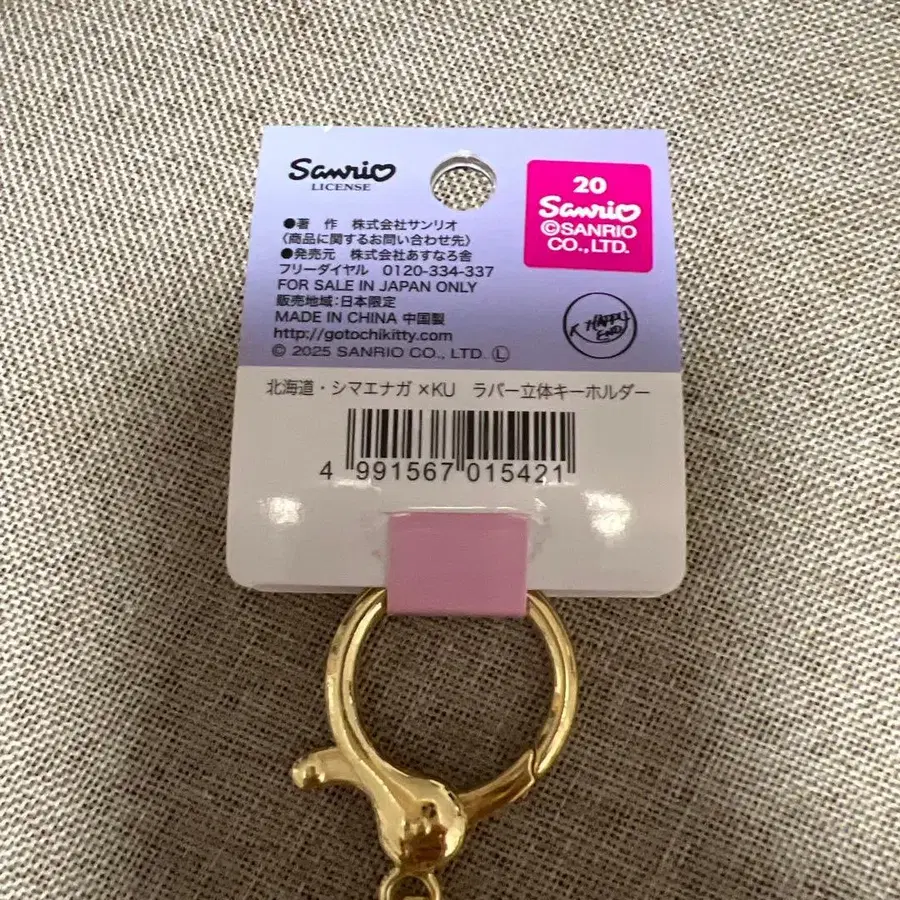 Sanrio
LICENSE
●著 作 株式会社サンリオ
〈商品に関するお問い合わせ先〉
●発売元 株式会社あすなろ舎
フリーダイヤル 0120-334-337
FOR SALE IN JAPAN ONLY
販売地域：日本限定
MADE IN CHINA 中国製
http://gotochikitty.com
© 2025 SANRIO CO., LTD. Ⓛ
20
Sanrio
©SANRIO
CO.,LTD.
K HAPPY
END
北海道・シマエナガ ×KU ラバー立体キーホルダー
4 991567 015421